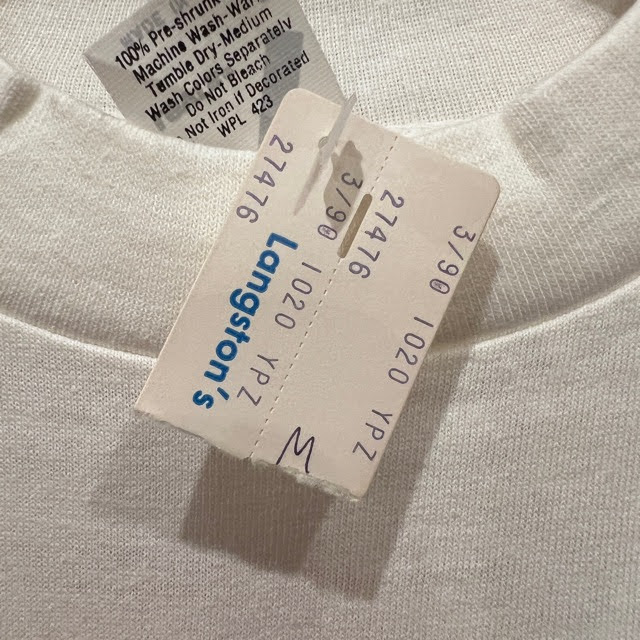 100% Pre-shrunk
Machine Wash-War
Tumble Dry-Medium
Wash Colors Separately
Do Not Bleach
Not Iron if Decorated
WPL 423
27476
3/90 1020 YPZ
Langston's
27476
3/90 1020 YPZ
M